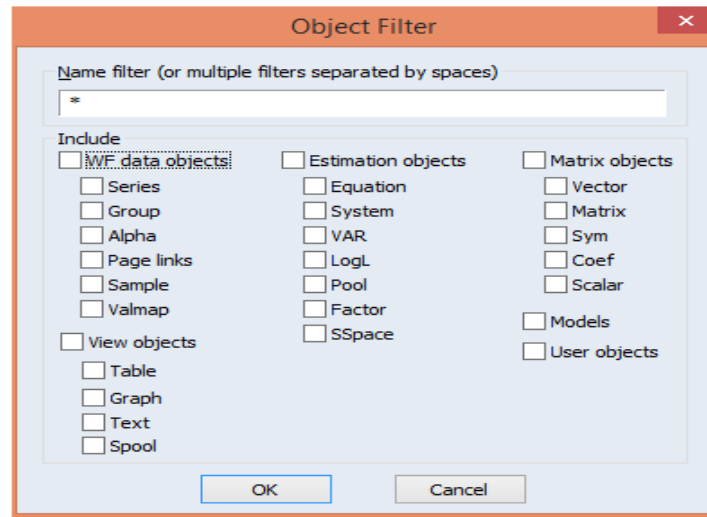 Object Filter
Name filter (or multiple filters separated by spaces)
*
Include
WF data objects
Series
Group
Alpha
Page links
Sample
Valmap
View objects
Table
Graph
Text
Spool
Estimation objects
Equation
System
VAR
LogL
Pool
Factor
SSpace
Matrix objects
Vector
Matrix
Sym
Coef
Scalar
Models
User objects
OK
Cancel